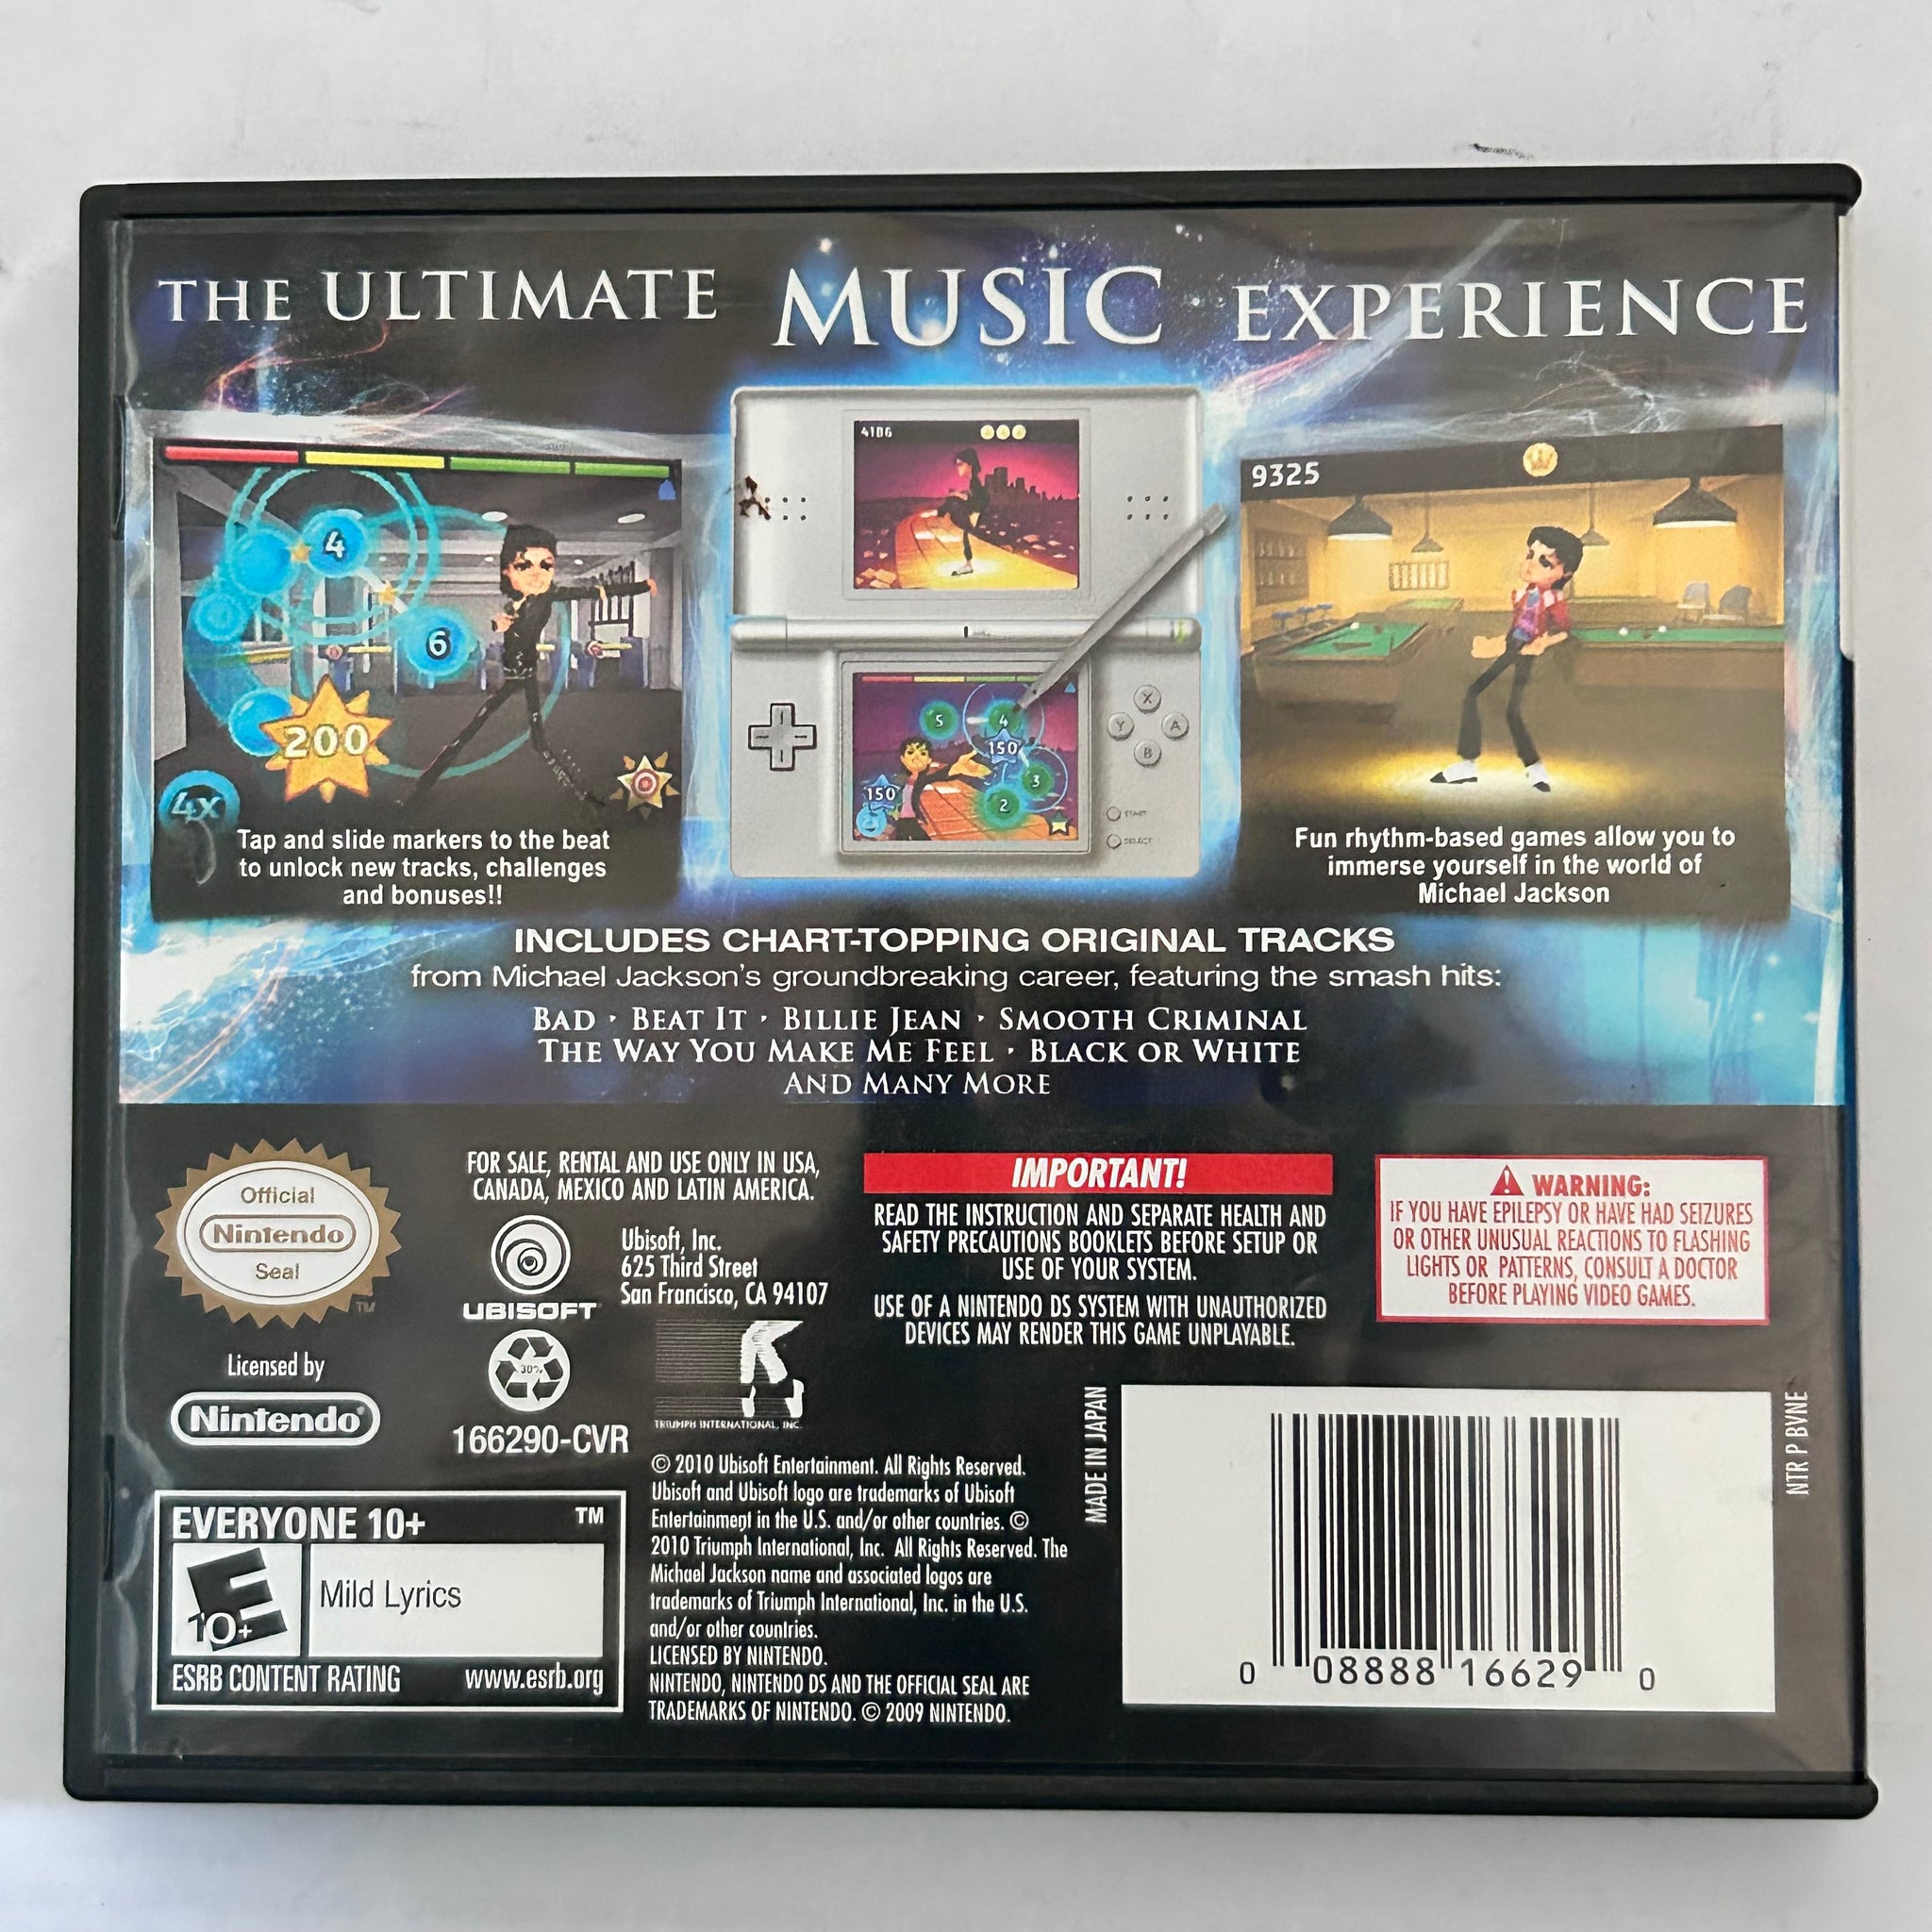 THE ULTIMATE MUSIC EXPERIENCE
4
6
200
4X
Tap and slide markers to the beat
to unlock new tracks, challenges
and bonuses!!
4186
5
4
150
3
150
2
X
Y
A
B
START
SELECT
9325
Fun rhythm-based games allow you to
immerse yourself in the world of
Michael Jackson
INCLUDES CHART-TOPPING ORIGINAL TRACKS
from Michael Jackson's groundbreaking career, featuring the smash hits:
BAD · BEAT IT · BILLIE JEAN · SMOOTH CRIMINAL
THE WAY YOU MAKE ME FEEL · BLACK OR WHITE
AND MANY MORE
Official
Nintendo
Seal
TM
Licensed by
Nintendo®
FOR SALE, RENTAL AND USE ONLY IN USA,
CANADA, MEXICO AND LATIN AMERICA.
UBISOFT™
Ubisoft, Inc.
625 Third Street
San Francisco, CA 94107
30%
166290-CVR
TRIUMPH INTERNATIONAL, INC.
IMPORTANT!
READ THE INSTRUCTION AND SEPARATE HEALTH AND
SAFETY PRECAUTIONS BOOKLETS BEFORE SETUP OR
USE OF YOUR SYSTEM.
USE OF A NINTENDO DS SYSTEM WITH UNAUTHORIZED
DEVICES MAY RENDER THIS GAME UNPLAYABLE.
WARNING:
IF YOU HAVE EPILEPSY OR HAVE HAD SEIZURES
OR OTHER UNUSUAL REACTIONS TO FLASHING
LIGHTS OR PATTERNS, CONSULT A DOCTOR
BEFORE PLAYING VIDEO GAMES.
EVERYONE 10+ TM
E
10+
Mild Lyrics
ESRB CONTENT RATING www.esrb.org
© 2010 Ubisoft Entertainment. All Rights Reserved.
Ubisoft and Ubisoft logo are trademarks of Ubisoft
Entertainment in the U.S. and/or other countries. ©
2010 Triumph International, Inc. All Rights Reserved. The
Michael Jackson name and associated logos are
trademarks of Triumph International, Inc. in the U.S.
and/or other countries.
LICENSED BY NINTENDO.
NINTENDO, NINTENDO DS AND THE OFFICIAL SEAL ARE
TRADEMARKS OF NINTENDO. © 2009 NINTENDO.
MADE IN JAPAN
0 08888 16629 0
NTR P BVNE